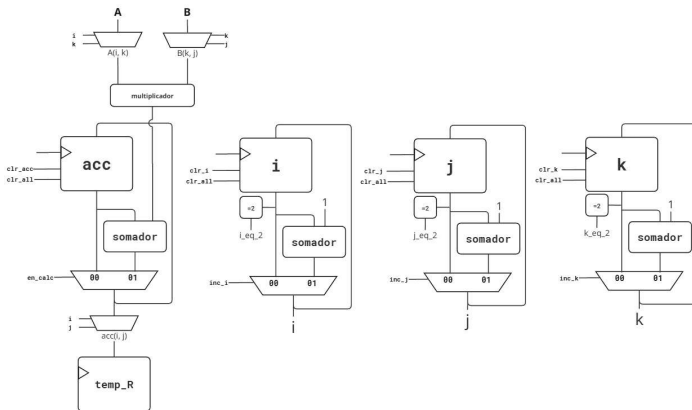 A
B
i
k
A(i, k)
k
j
B(k, j)
multiplicador
acc
clr_acc
clr_all
somador
en_calc
00
01
i
j
acc(i, j)
temp_R
i
clr_i
clr_all
=2
i_eq_2
1
somador
inc_i
00
01
i
j
clr_j
clr_all
=2
j_eq_2
1
somador
inc_j
00
01
j
k
clr_k
clr_all
=2
k_eq_2
1
somador
inc_k
00
01
k